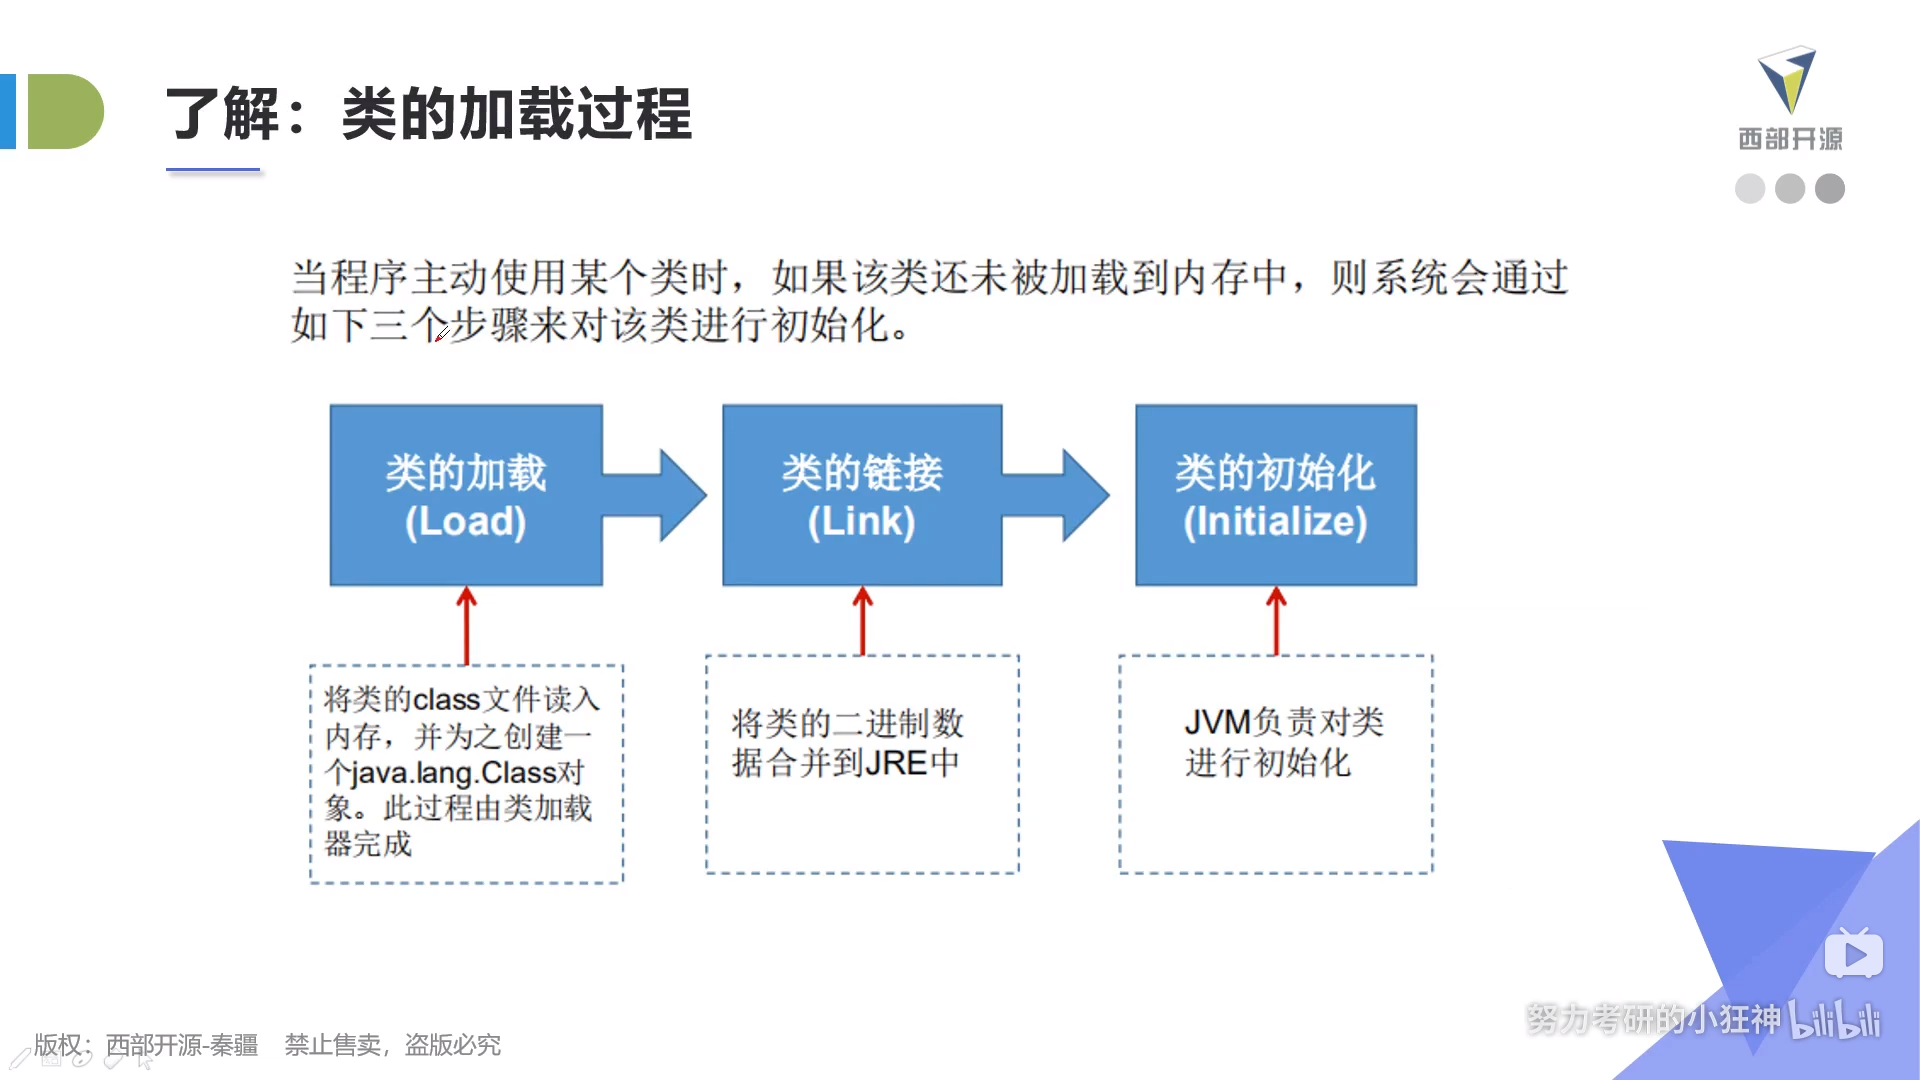 了解：类的加载过程
西部开源
当程序主动使用某个类时，如果该类还未被加载到内存中，则系统会通过
如下三个步骤来对该类进行初始化。
类的加载
(Load)
类的链接
(Link)
类的初始化
(Initialize)
将类的class文件读入
内存，并为之创建一
个java.lang.Class对
象。此过程由类加载
器完成
将类的二进制数
据合并到JRE中
JVM负责对类
进行初始化
努力考研的小狂神 bilibili
版权：西部开源-秦疆 禁止售卖，盗版必究